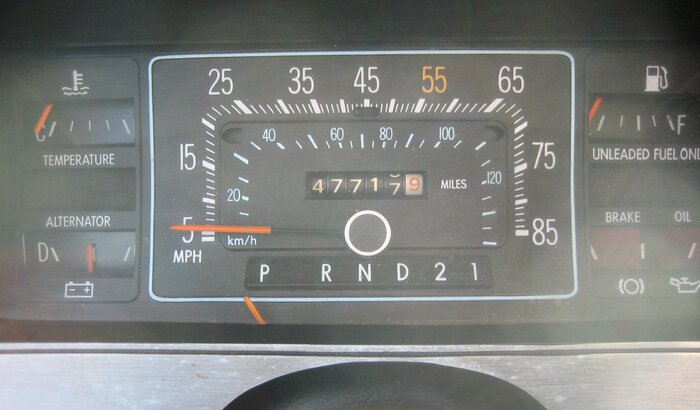 25 35 45 55 65
C
F
40 60 80 100
TEMPERATURE
15
75
UNLEADED FUEL ONL
477179 MILES
20
120
ALTERNATOR
BRAKE OIL
5
85
km/h
MPH
D
P R N D 2 1